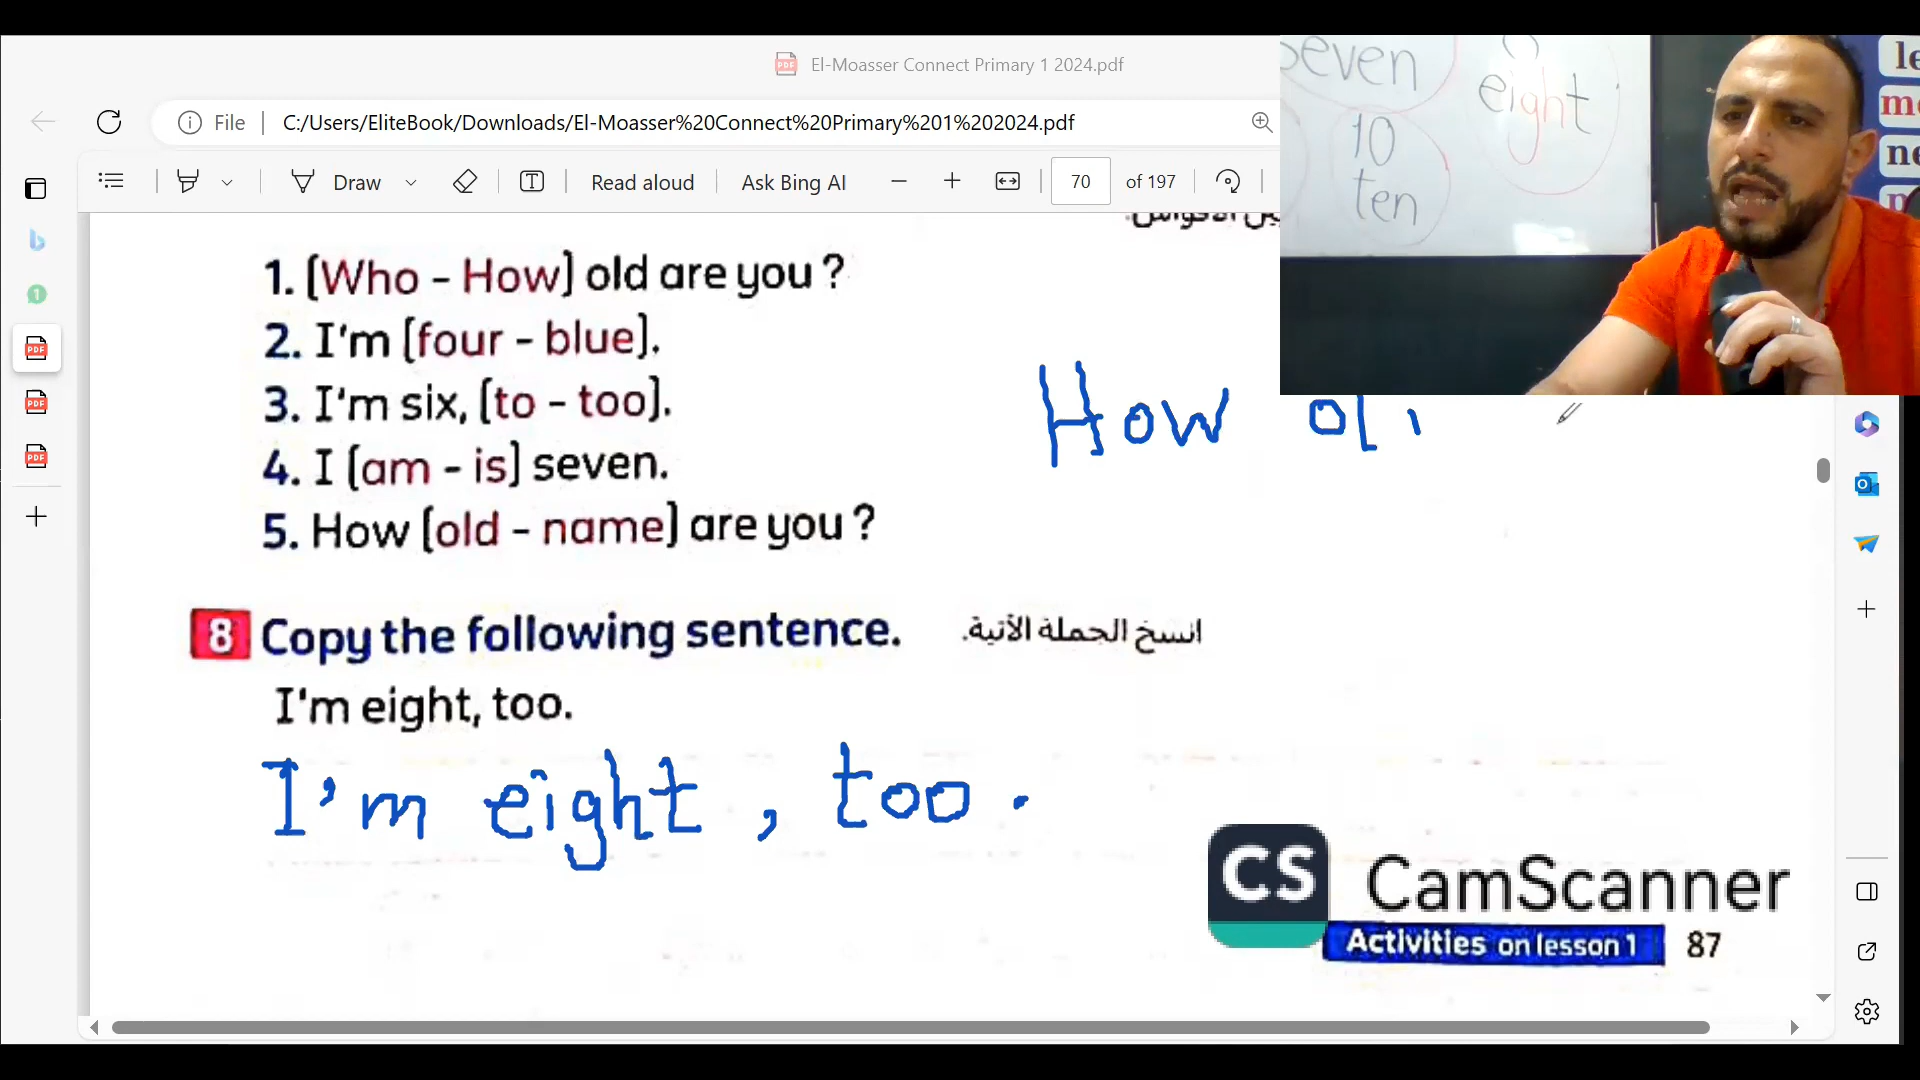 El-Moasser Connect Primary 1 2024.pdf
File C:/Users/EliteBook/Downloads/El-Moasser%20Connect%20Primary%201%202024.pdf
Draw Read aloud Ask Bing AI 70 of 197
seven
8
eight
10
ten
1. [Who - How] old are you ?
2. I'm [four - blue].
3. I'm six, [to - too].
4. I [am - is] seven.
5. How [old - name] are you ?
How
8 Copy the following sentence. انسخ الجملة الآتية.
I'm eight, too.
I'm eight, too.
CS CamScanner
Activities on lesson 1 87